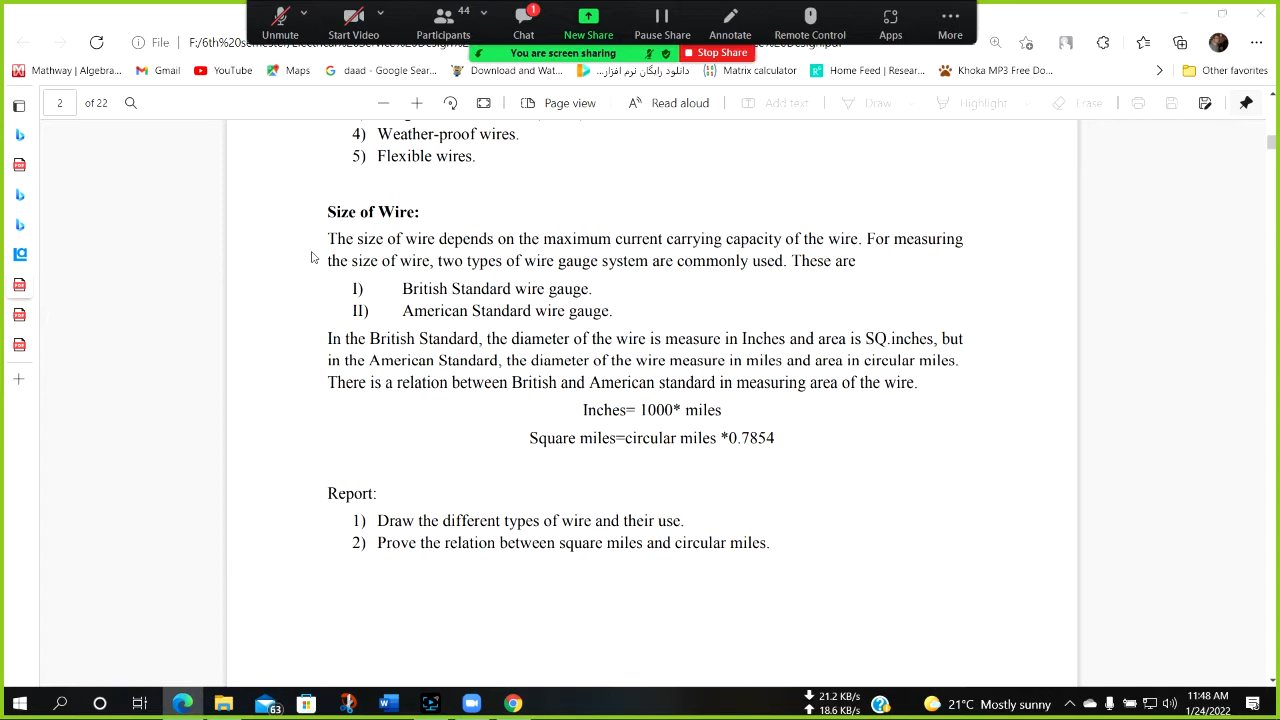 44
1
Unmute
Start Video
Participants
Chat
New Share
Pause Share
Annotate
Remote Control
Apps
More
You are screen sharing
Stop Share
File
Mathway | Algebra...
Gmail
YouTube
Maps
daad - Google Sear...
Download and Wat...
دانلود رایگان نرم افزار...
Matrix calculator
Home Feed | Resear...
Khoka MP3 Free Do...
Other favorites
2
of 22
Page view
Read aloud
Add text
Draw
Highlight
Erase
4) Weather-proof wires.
5) Flexible wires.
Size of Wire:
The size of wire depends on the maximum current carrying capacity of the wire. For measuring
the size of wire, two types of wire gauge system are commonly used. These are
I) British Standard wire gauge.
II) American Standard wire gauge.
In the British Standard, the diameter of the wire is measure in Inches and area is SQ.inches, but
in the American Standard, the diameter of the wire measure in miles and area in circular miles.
There is a relation between British and American standard in measuring area of the wire.
Inches= 1000* miles
Square miles=circular miles *0.7854
Report:
1) Draw the different types of wire and their use.
2) Prove the relation between square miles and circular miles.
63
21.2 KB/s
18.6 KB/s
21°C Mostly sunny
11:48 AM
1/24/2022